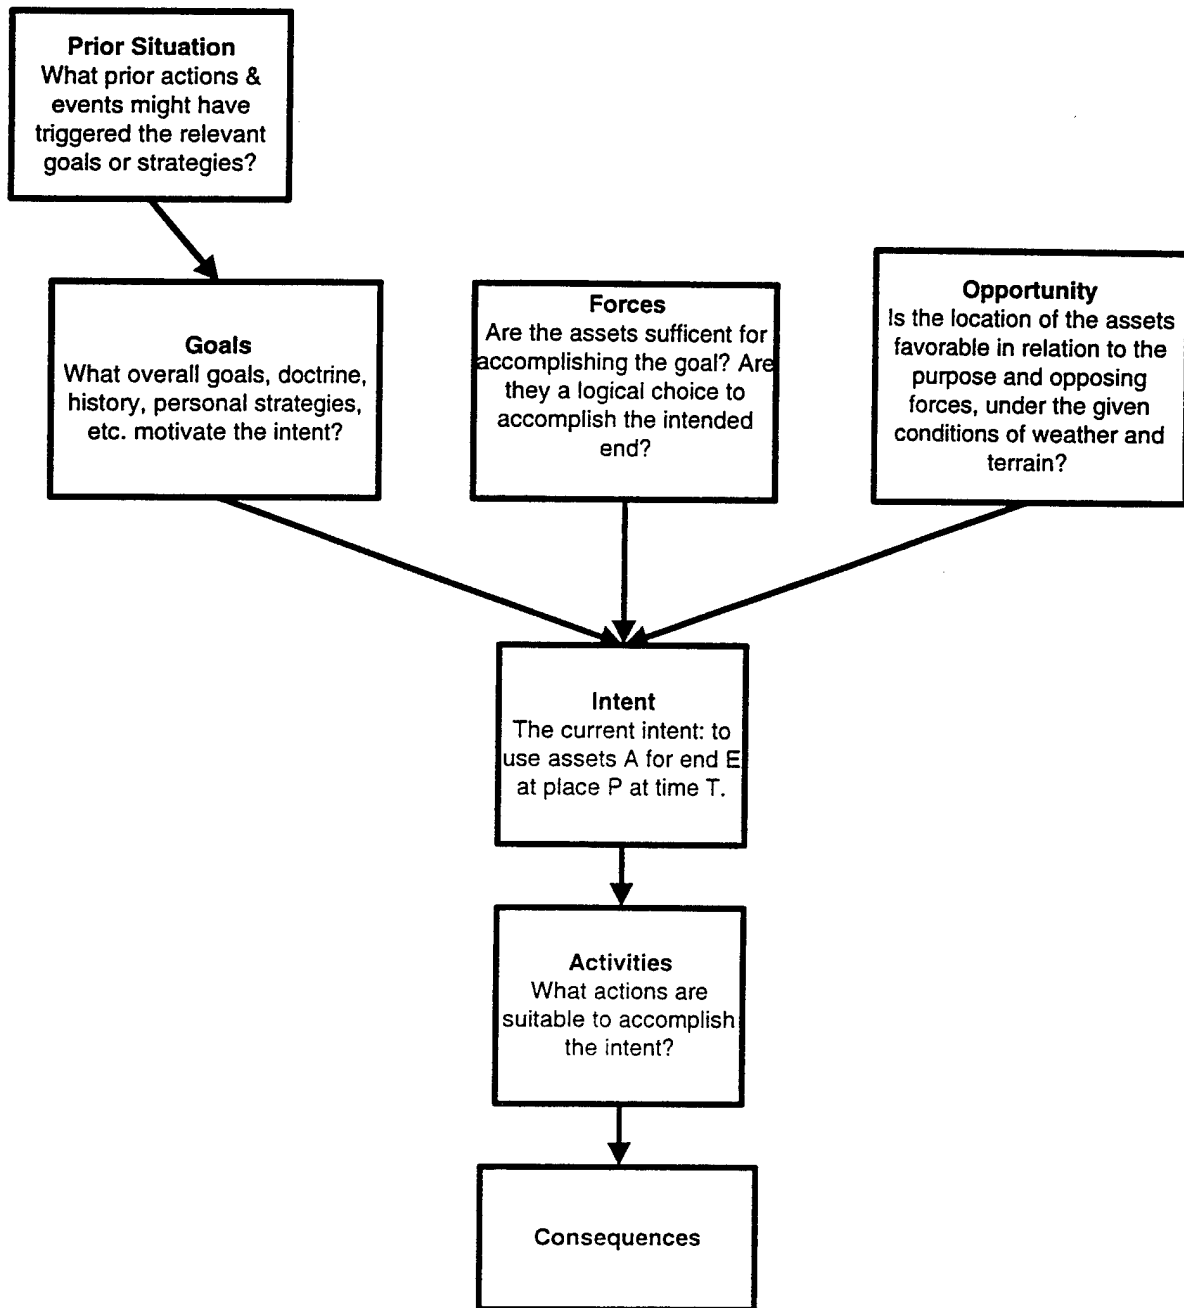 Prior Situation
What prior actions &
events might have
triggered the relevant
goals or strategies?
Goals
What overall goals, doctrine,
history, personal strategies,
etc. motivate the intent?
Forces
Are the assets sufficent for
accomplishing the goal? Are
they a logical choice to
accomplish the intended
end?
Opportunity
Is the location of the assets
favorable in relation to the
purpose and opposing
forces, under the given
conditions of weather and
terrain?
Intent
The current intent: to
use assets A for end E
at place P at time T.
Activities
What actions are
suitable to accomplish
the intent?
Consequences